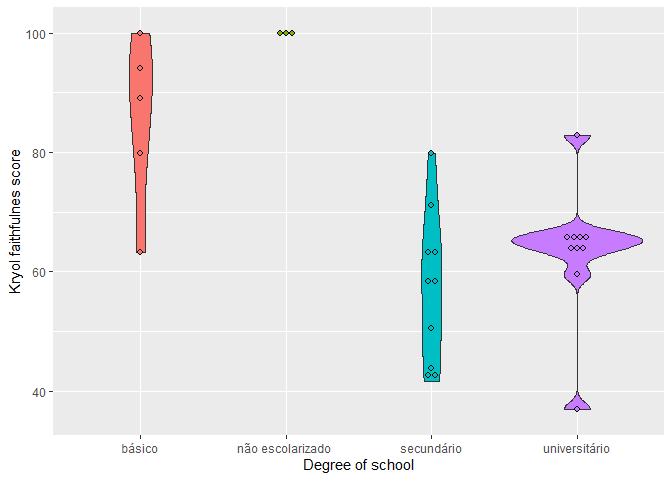 100
80
60
40
Kryol faithfulnes score
básico
não escolarizado
secundário
universitário
Degree of school